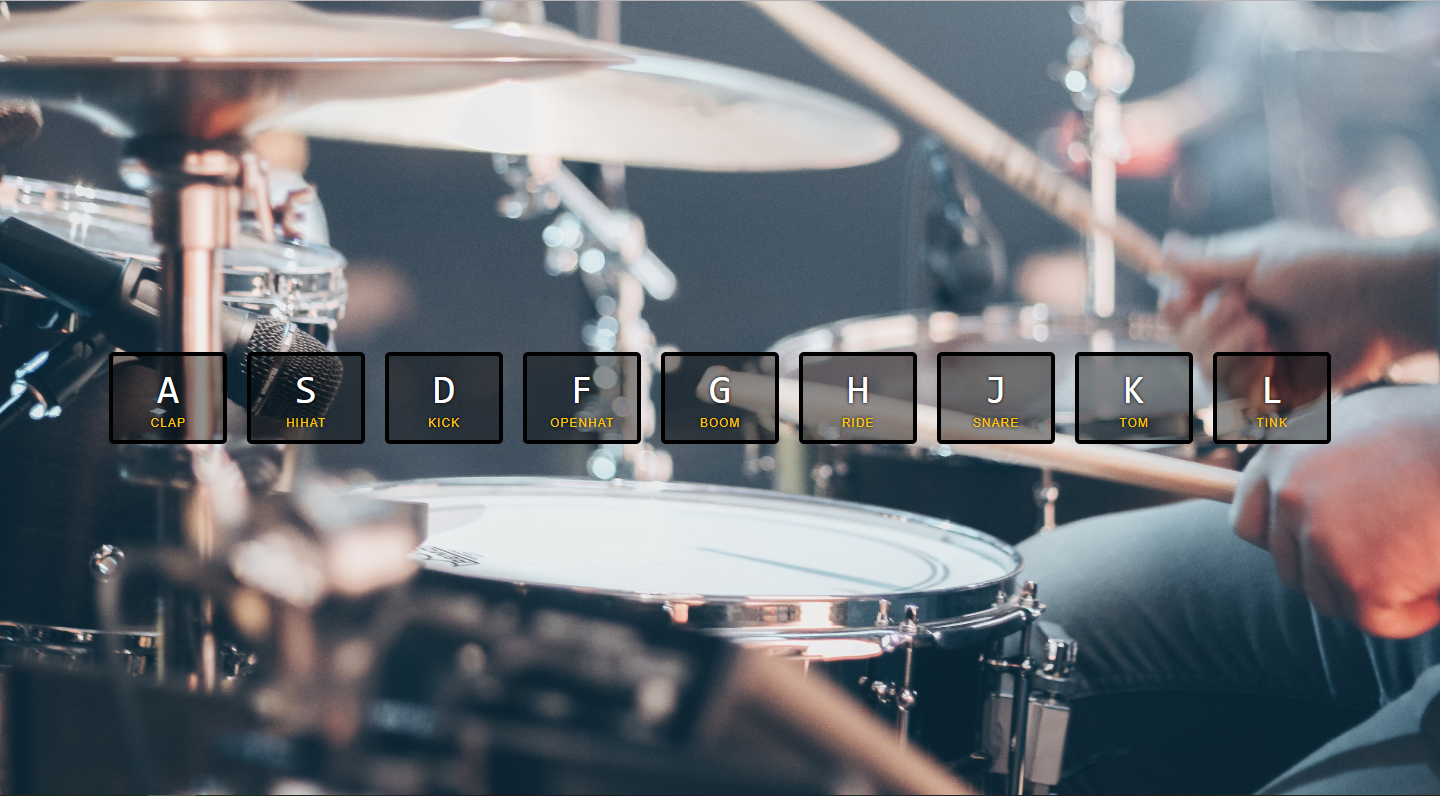 A S D F G H J K L
CLAP HIHAT KICK OPENHAT BOOM RIDE SNARE TOM TINK